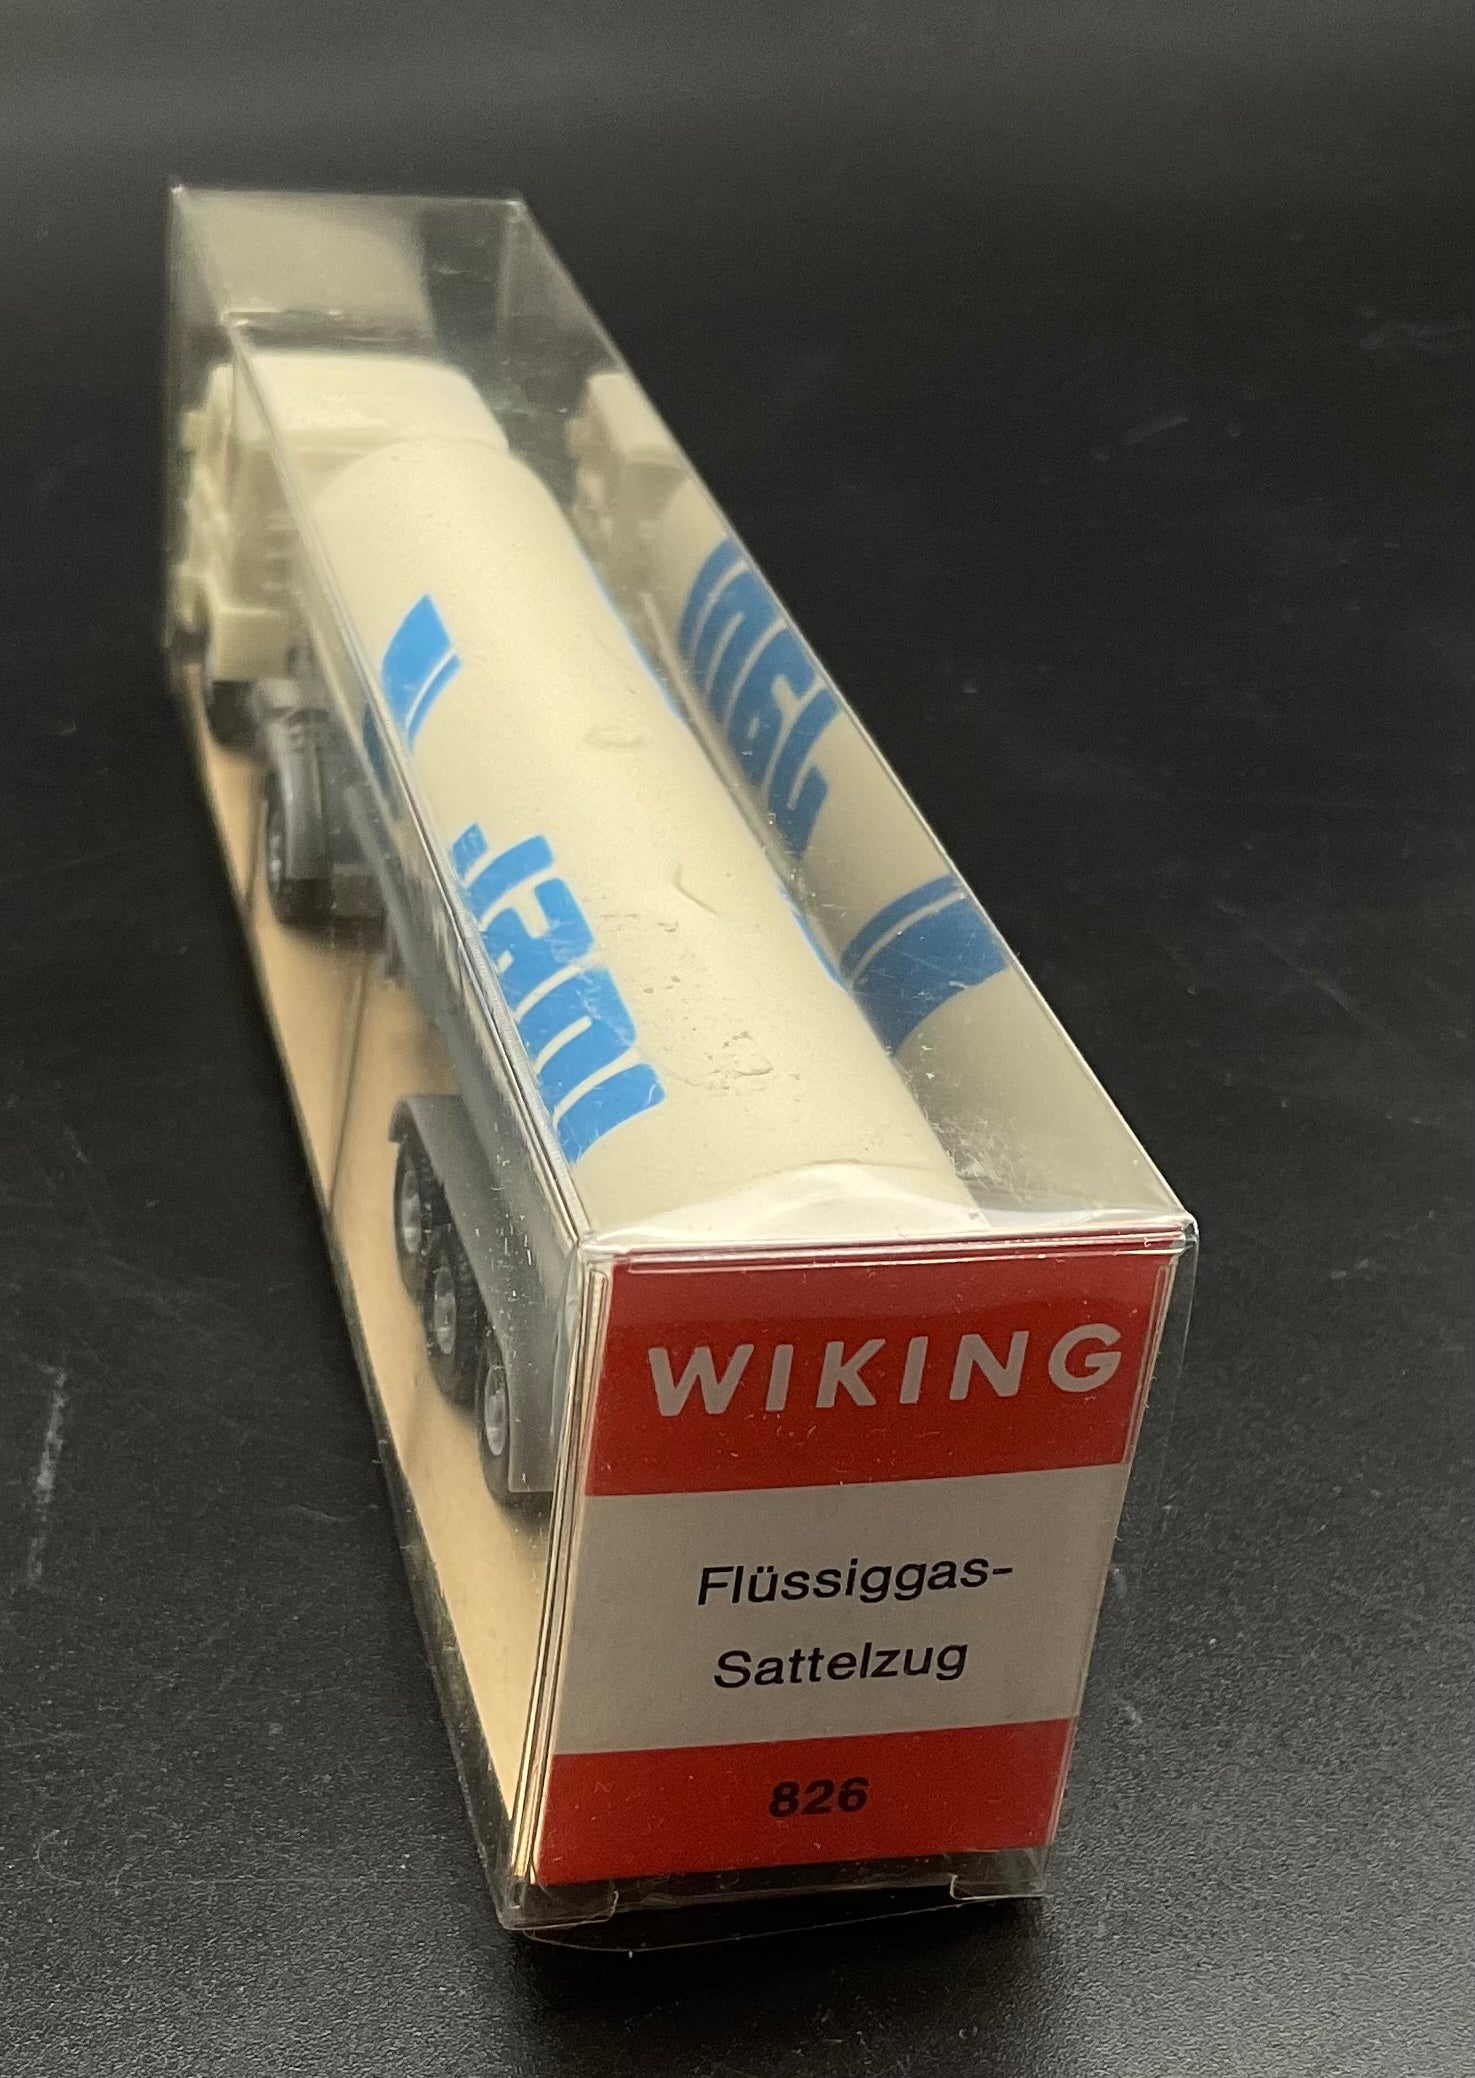 WIKING
Flüssiggas-
Sattelzug
826